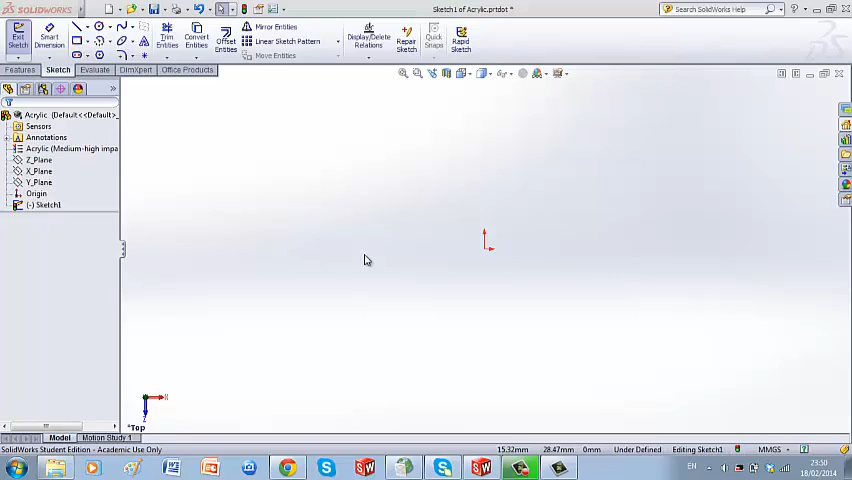 SOLIDWORKS
Sketch1 of Acrylic.prtdot *
Search SolidWorks Help
Exit Sketch
Smart Dimension
Trim Entities
Convert Entities
Offset Entities
Mirror Entities
Linear Sketch Pattern
Move Entities
Display/Delete Relations
Repair Sketch
Quick Snaps
Rapid Sketch
Features
Sketch
Evaluate
DimXpert
Office Products
Acrylic (Default<<Default>_
Sensors
Annotations
Acrylic (Medium-high impa
Z_Plane
X_Plane
Y_Plane
Origin
(-) Sketch1
X
Z
*Top
Model
Motion Study 1
SolidWorks Student Edition - Academic Use Only
15.32mm
28.47mm
0mm
Under Defined
Editing Sketch1
MMGS
EN
23:50
18/02/2014